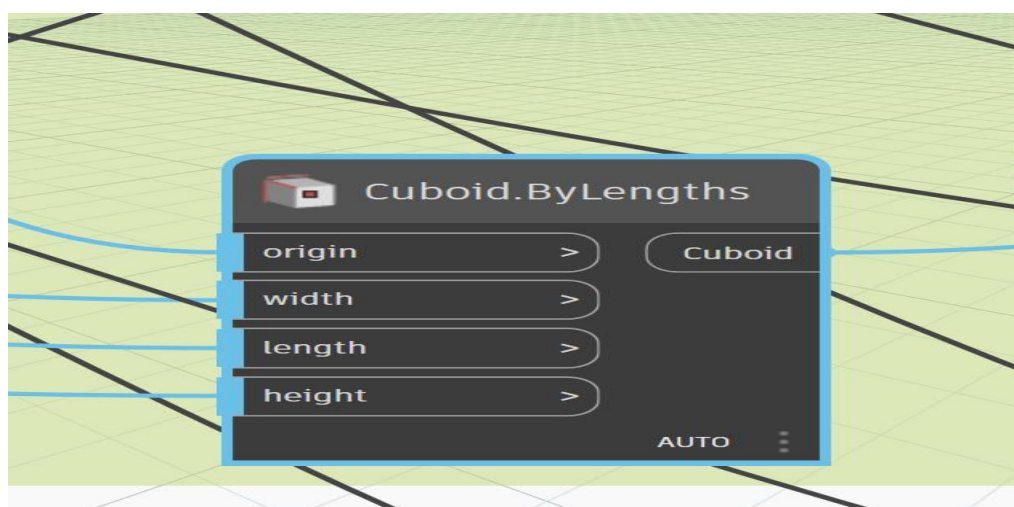 Cuboid.ByLengths
origin > Cuboid
width >
length >
height >
AUTO